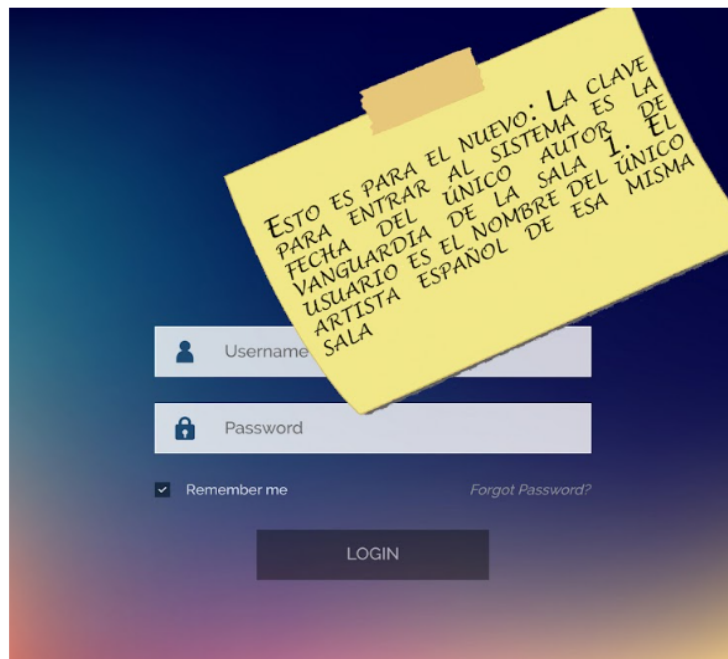 Esto es para el nuevo: La clave
para entrar al sistema es la
fecha del único autor de
vanguardia de la sala 1. El
usuario es el nombre del único
artista español de esa misma
sala
Username
Password
Remember me
Forgot Password?
LOGIN